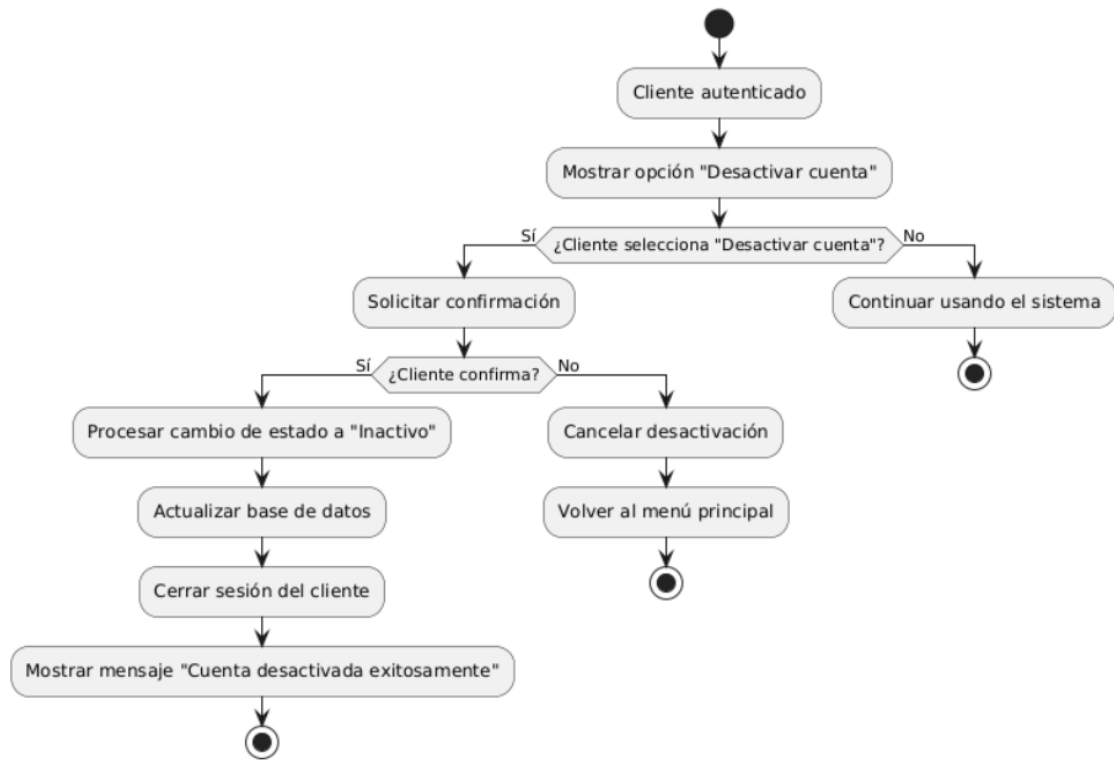 Cliente autenticado
Mostrar opción "Desactivar cuenta"
Sí
¿Cliente selecciona "Desactivar cuenta"?
No
Solicitar confirmación
Continuar usando el sistema
Sí
¿Cliente confirma?
No
Procesar cambio de estado a "Inactivo"
Cancelar desactivación
Actualizar base de datos
Volver al menú principal
Cerrar sesión del cliente
Mostrar mensaje "Cuenta desactivada exitosamente"